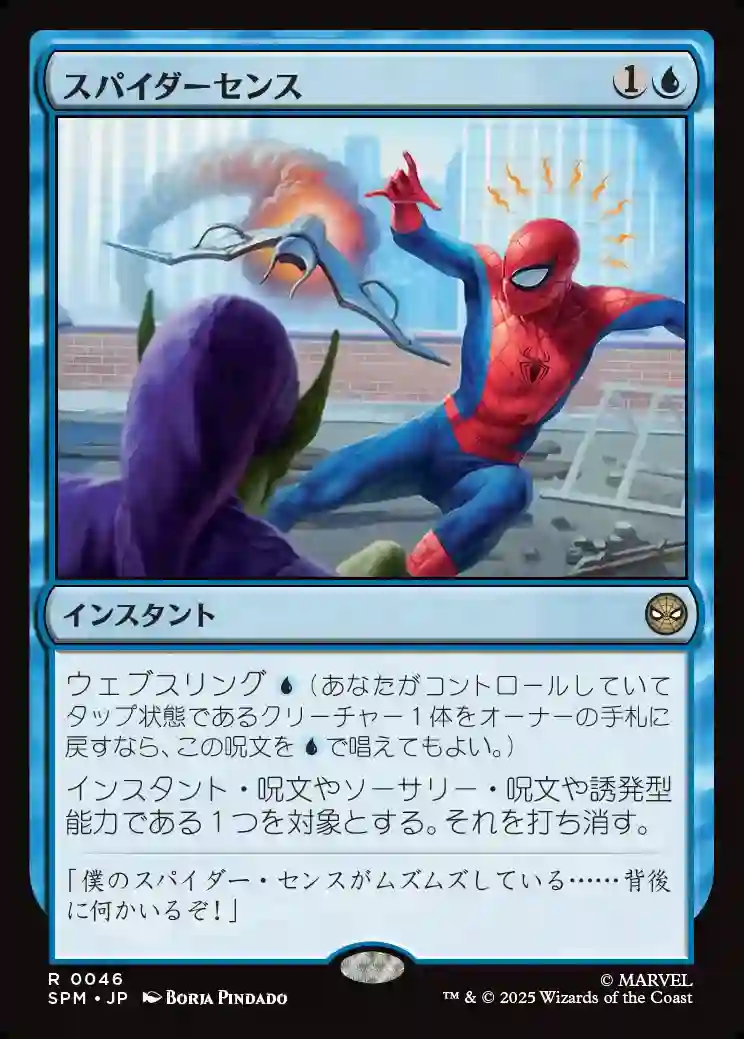 スパイダーセンス 1
インスタント
ウェブスリング (あなたがコントロールしていて
タップ状態であるクリーチャー1体をオーナーの手札に
戻すなら、この呪文を で唱えてもよい。)
インスタント・呪文やソーサリー・呪文や誘発型
能力である1つを対象とする。それを打ち消す。
「僕のスパイダー・センスがムズムズしている……背後
に何かいるぞ!」
R 0046
SPM • JP Borja Pindado
© MARVEL
™ & © 2025 Wizards of the Coast